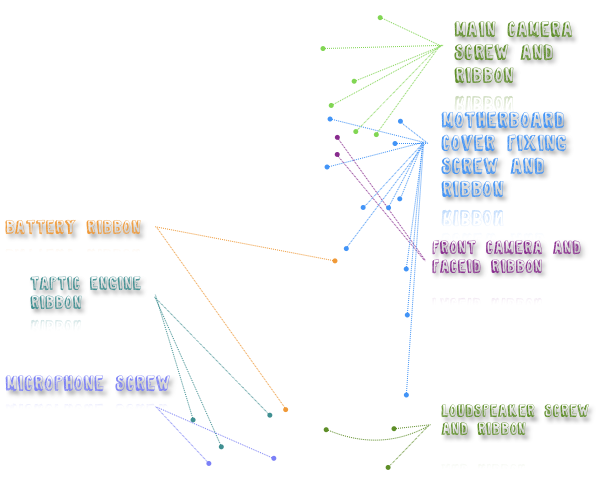 MAIN CAMERA
SCREW AND
RIBBON
MOTHERBOARD
COVER FIXING
SCREW AND
RIBBON
BATTERY RIBBON
FRONT CAMERA AND
FACEID RIBBON
TAFTIC ENGINE
RIBBON
MICROPHONE SCREW
LOUDSPEAKER SCREW
AND RIBBON